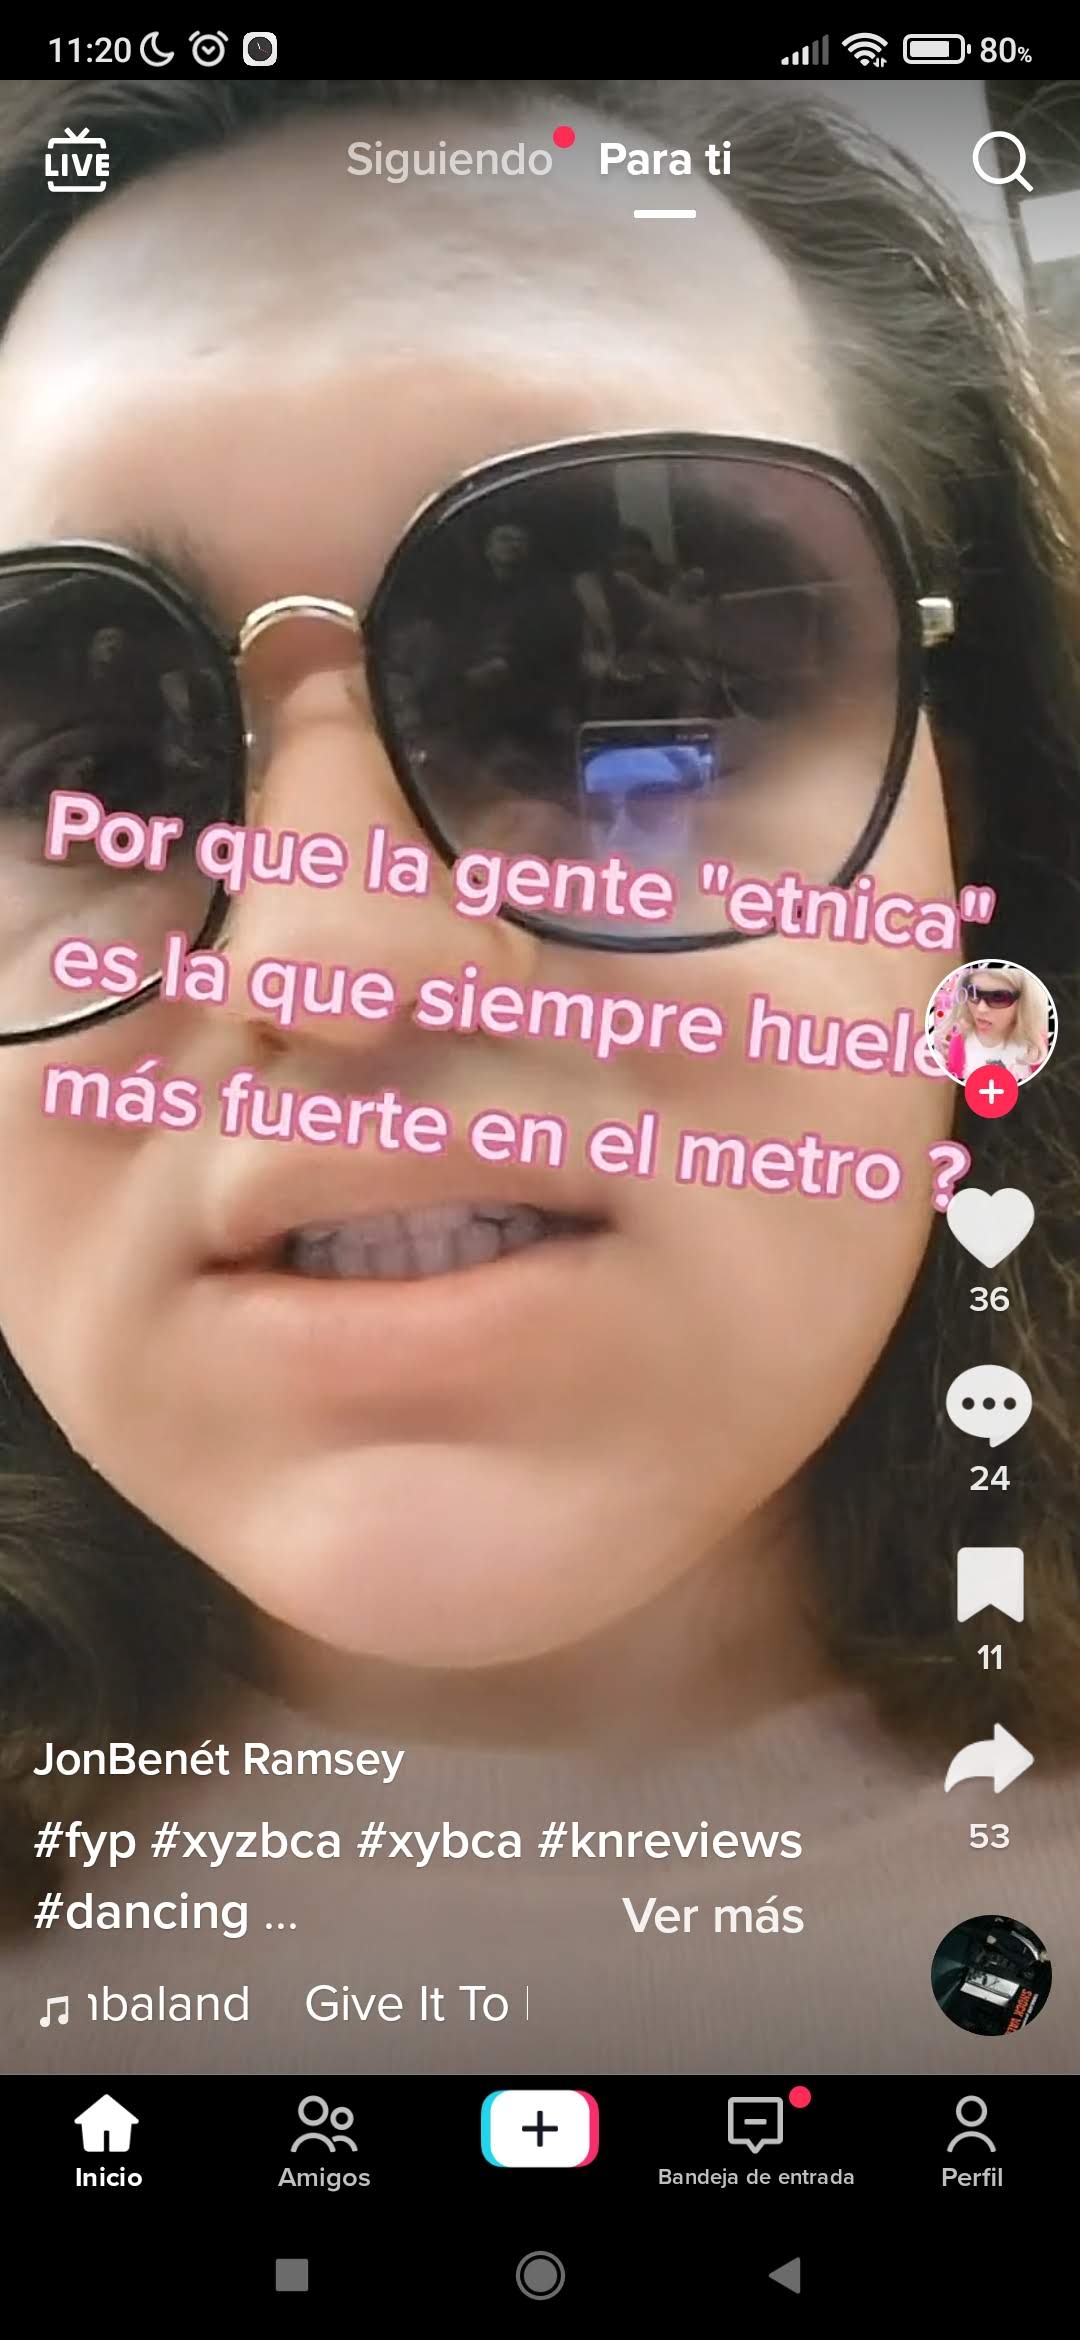 11:20
80%
LIVE
Siguiendo
Para ti
Por que la gente "etnica"
es la que siempre huele
más fuerte en el metro ?
36
24
11
53
JonBenét Ramsey
#fyp #xyzbca #xybca #knreviews
#dancing ...
Ver más
baland Give It To
Inicio
Amigos
Bandeja de entrada
Perfil